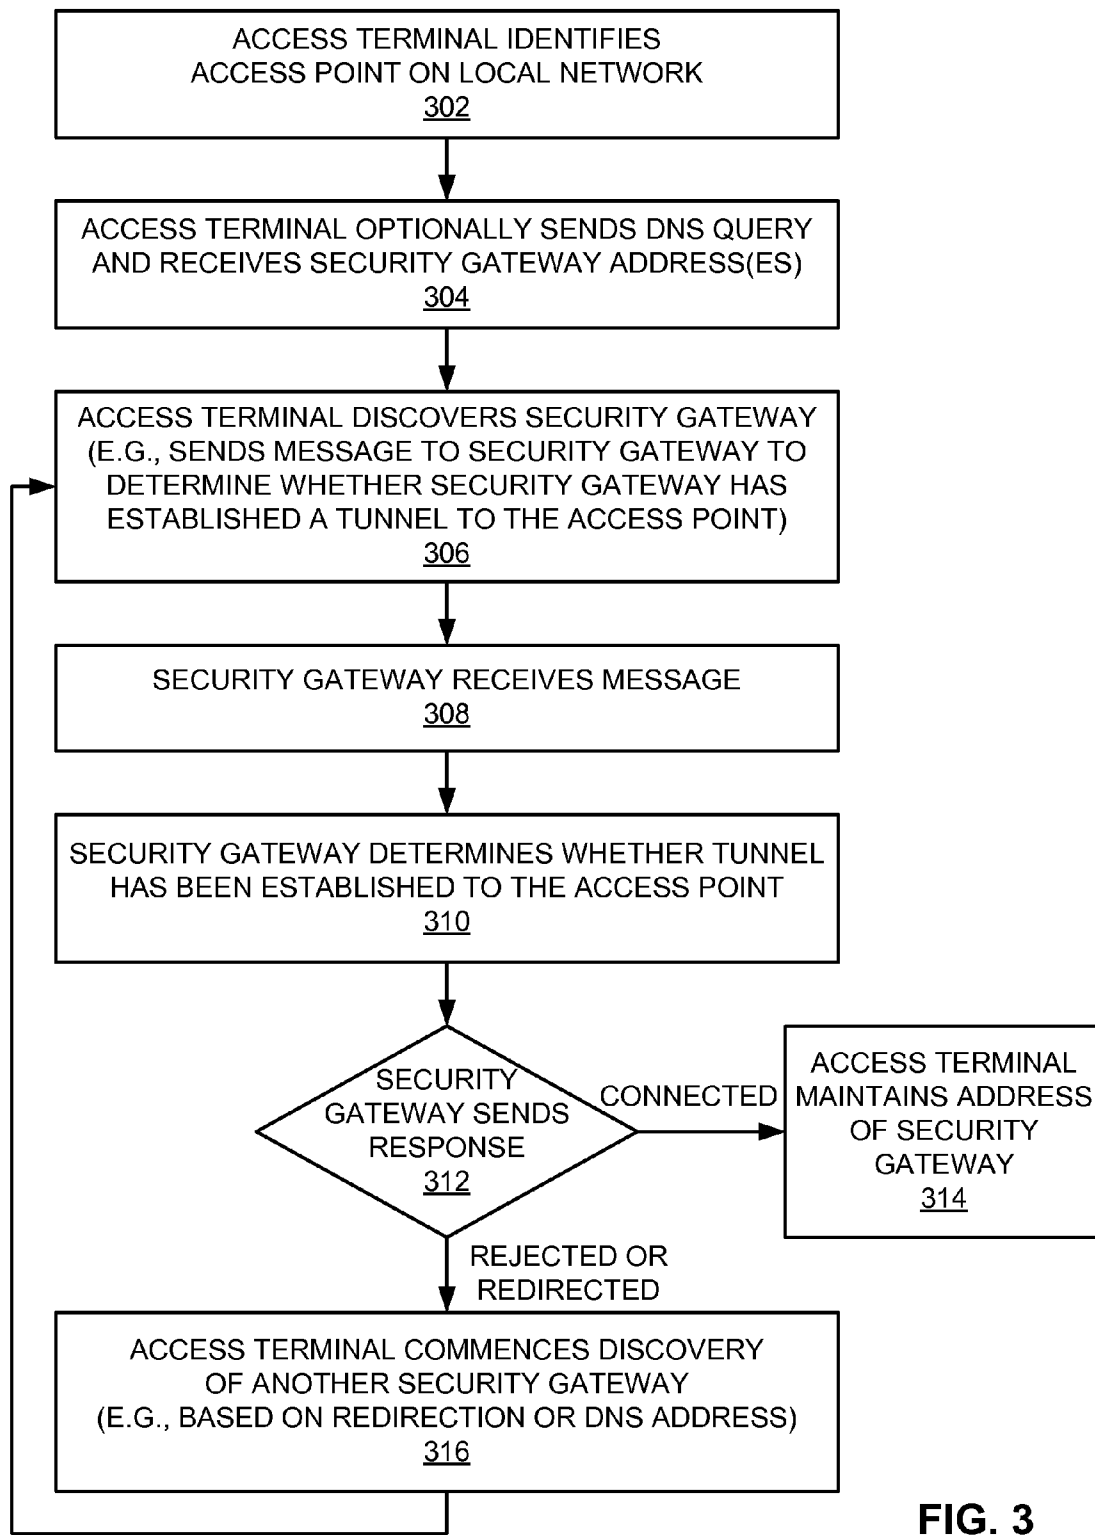 ACCESS TERMINAL IDENTIFIES
ACCESS POINT ON LOCAL NETWORK
302
ACCESS TERMINAL OPTIONALLY SENDS DNS QUERY
AND RECEIVES SECURITY GATEWAY ADDRESS(ES)
304
ACCESS TERMINAL DISCOVERS SECURITY GATEWAY
(E.G., SENDS MESSAGE TO SECURITY GATEWAY TO
DETERMINE WHETHER SECURITY GATEWAY HAS
ESTABLISHED A TUNNEL TO THE ACCESS POINT)
306
SECURITY GATEWAY RECEIVES MESSAGE
308
SECURITY GATEWAY DETERMINES WHETHER TUNNEL
HAS BEEN ESTABLISHED TO THE ACCESS POINT
310
SECURITY
GATEWAY SENDS
RESPONSE
312
CONNECTED
ACCESS TERMINAL
MAINTAINS ADDRESS
OF SECURITY
GATEWAY
314
REJECTED OR
REDIRECTED
ACCESS TERMINAL COMMENCES DISCOVERY
OF ANOTHER SECURITY GATEWAY
(E.G., BASED ON REDIRECTION OR DNS ADDRESS)
316
FIG. 3